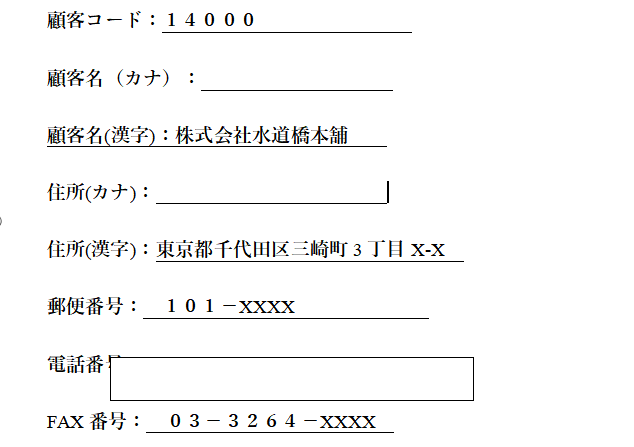 顧客コード：１４０００
顧客名（カナ）：
顧客名(漢字)：株式会社水道橋本舗
住所(カナ)：
住所(漢字)：東京都千代田区三崎町 3 丁目 X-X
郵便番号：　１０１－XXXX
電話番号
FAX 番号：　０３－３２６４－XXXX